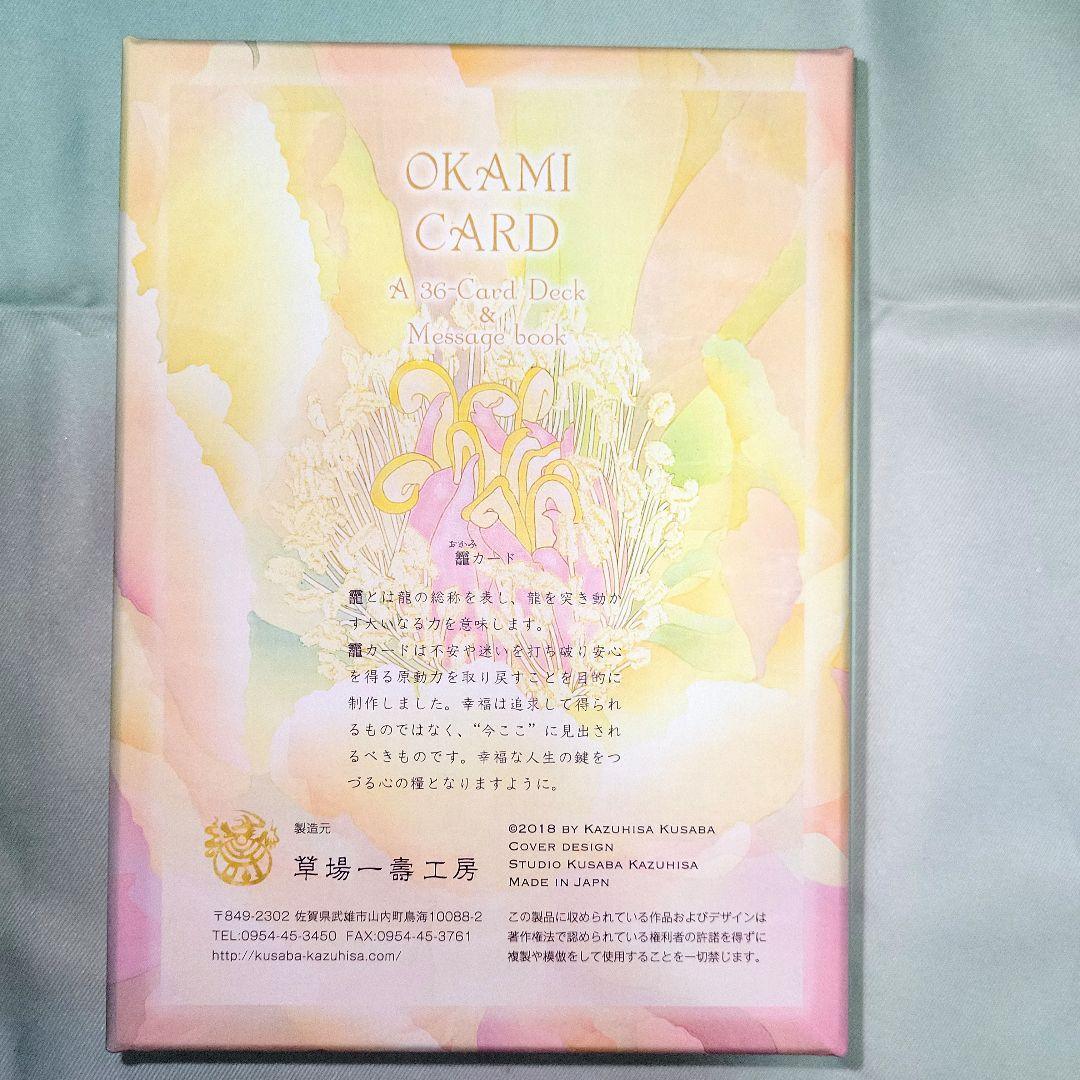 OKAMI
CARD
A 36-Card Deck
&
Message book
おかみ
龗カード
龗とは龍の総称を表し、龍を突き動か
す大いなる力を意味します。
龗カードは不安や迷いを打ち破り安心
を得る原動力を取り戻すことを目的に
制作しました。幸福は追求して得られ
るものではなく、“今ここ”に見出され
るべきものです。幸福な人生の鍵をつ
づる心の糧となりますように。
製造元
草場一壽工房
〒849-2302 佐賀県武雄市山内町鳥海10088-2
TEL:0954-45-3450 FAX:0954-45-3761
http://kusaba-kazuhisa.com/
©2018 BY KAZUHISA KUSABA
COVER DESIGN
STUDIO KUSABA KAZUHISA
MADE IN JAPN
この製品に収められている作品およびデザインは
著作権法で認められている権利者の許諾を得ずに
複製や模倣をして使用することを一切禁じます。